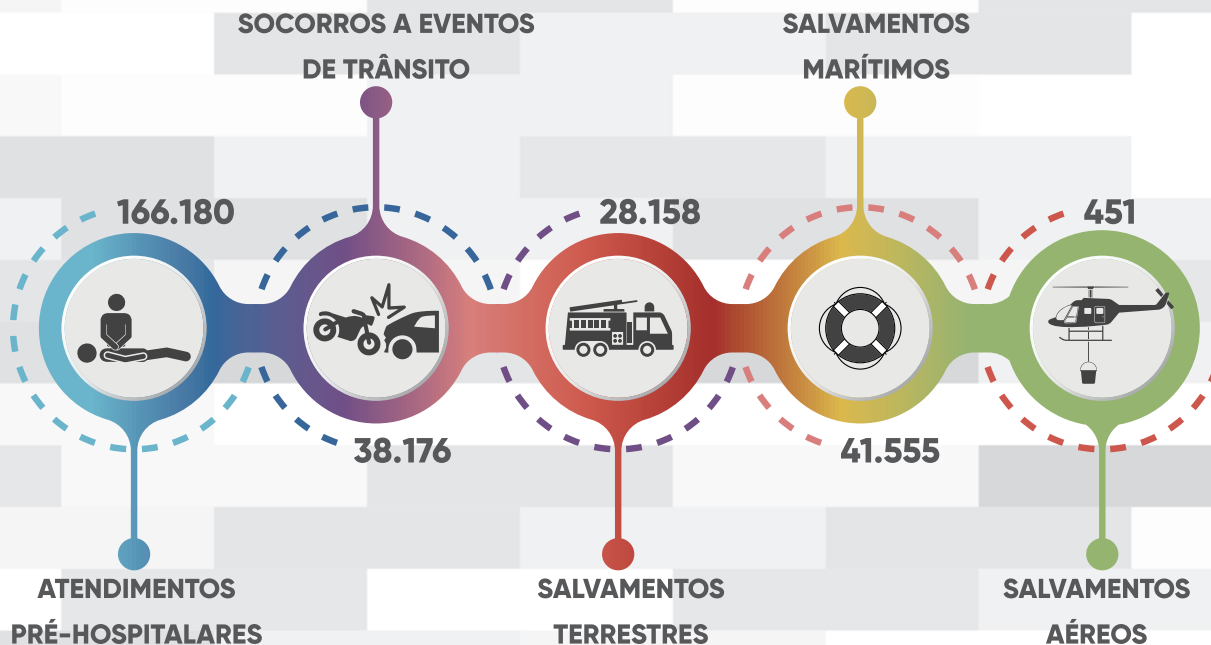 SOCORROS A EVENTOS
DE TRÂNSITO
SALVAMENTOS
MARÍTIMOS
166.180
28.158
451
38.176
41.555
ATENDIMENTOS
PRÉ-HOSPITALARES
SALVAMENTOS
TERRESTRES
SALVAMENTOS
AÉREOS